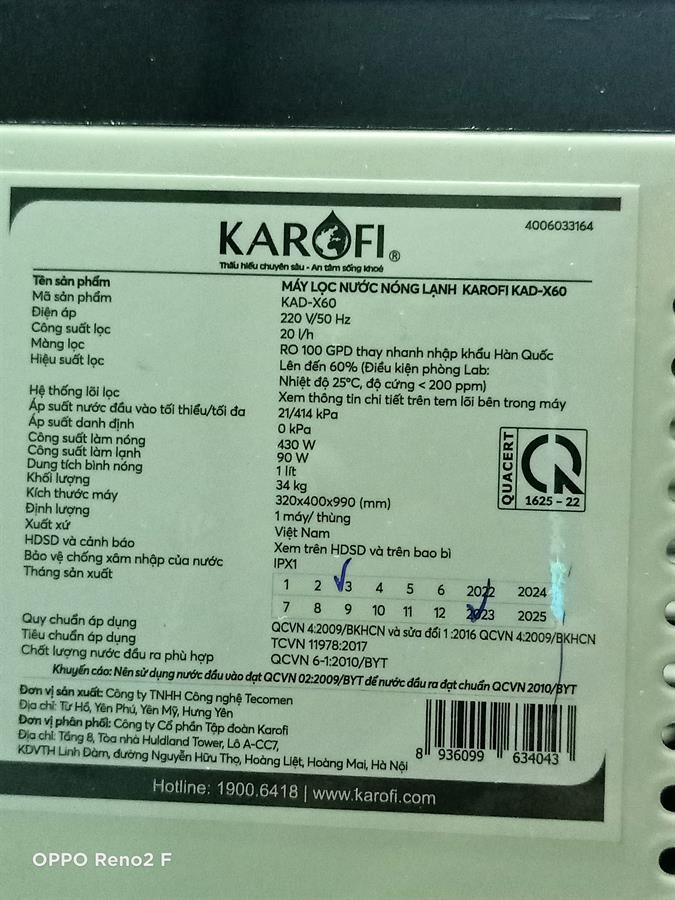 KAROFI®
4006033164
Thấu hiểu chuyên sâu - An tâm sống khoẻ
Tên sản phẩm MÁY LỌC NƯỚC NÓNG LẠNH KAROFI KAD-X60
Mã sản phẩm KAD-X60
Điện áp 220 V/50 Hz
Công suất lọc 20 l/h
Màng lọc RO 100 GPD thay nhanh nhập khẩu Hàn Quốc
Hiệu suất lọc Lên đến 60% (Điều kiện phòng Lab:
Nhiệt độ 25°C, độ cứng < 200 ppm)
Hệ thống lõi lọc Xem thông tin chi tiết trên tem lõi bên trong máy
Áp suất nước đầu vào tối thiểu/tối đa 21/414 kPa
Áp suất danh định 0 kPa
Công suất làm nóng 430 W
Công suất làm lạnh 90 W
Dung tích bình nóng 1 lít
Khối lượng 34 kg
Kích thước máy 320x400x990 (mm)
Định lượng 1 máy/ thùng
Xuất xứ Việt Nam
HDSD và cảnh báo Xem trên HDSD và trên bao bì
Bảo vệ chống xâm nhập của nước IPX1
Tháng sản xuất 1 2 3 4 5 6 2022 2024
7 8 9 10 11 12 2023 2025
QUACERT
1625 - 22
Quy chuẩn áp dụng QCVN 4:2009/BKHCN và sửa đổi 1:2016 QCVN 4:2009/BKHCN
Tiêu chuẩn áp dụng TCVN 11978:2017
Chất lượng nước đầu ra phù hợp QCVN 6-1:2010/BYT
Khuyến cáo: Nên sử dụng nước đầu vào đạt QCVN 02:2009/BYT để nước đầu ra đạt chuẩn QCVN 2010/BYT
Đơn vị sản xuất: Công ty TNHH Công nghệ Tecomen
Địa chỉ: Từ Hồ, Yên Phú, Yên Mỹ, Hưng Yên
Đơn vị phân phối: Công ty Cổ phần Tập đoàn Karofi
Địa chỉ: Tầng 8, Tòa nhà Huldland Tower, Lô A-CC7,
KDVTH Linh Đàm, đường Nguyễn Hữu Thọ, Hoàng Liệt, Hoàng Mai, Hà Nội
8 936099 634043
Hotline: 1900.6418 | www.karofi.com
OPPO Reno2 F